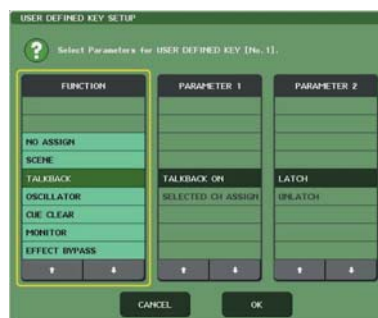 USER DEFINED KEY SETUP
?
Select Parameters for USER DEFINED KEY [No.1].
FUNCTION
NO ASSIGN
SCENE
TALKBACK
OSCILLATOR
CUE CLEAR
MONITOR
EFFECT BYPASS
PARAMETER 1
TALKBACK ON
SELECTED CH ASSIGN
PARAMETER 2
LATCH
UNLATCH
CANCEL
OK